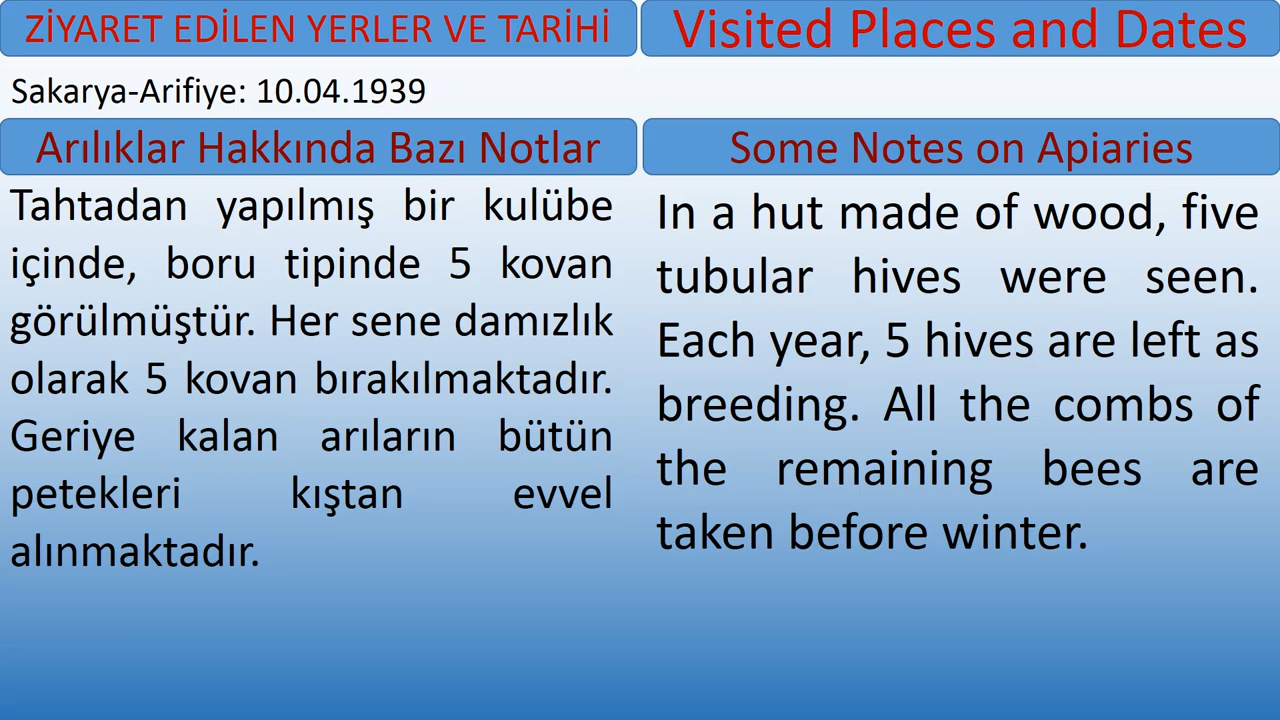 ZİYARET EDİLEN YERLER VE TARİHİ
Visited Places and Dates
Sakarya-Arifiye: 10.04.1939
Arılıklar Hakkında Bazı Notlar
Tahtadan yapılmış bir kulübe
içinde, boru tipinde 5 kovan
görülmüştür. Her sene damızlık
olarak 5 kovan bırakılmaktadır.
Geriye kalan arıların bütün
petekleri kıştan evvel
alınmaktadır.
Some Notes on Apiaries
In a hut made of wood, five
tubular hives were seen.
Each year, 5 hives are left as
breeding. All the combs of
the remaining bees are
taken before winter.